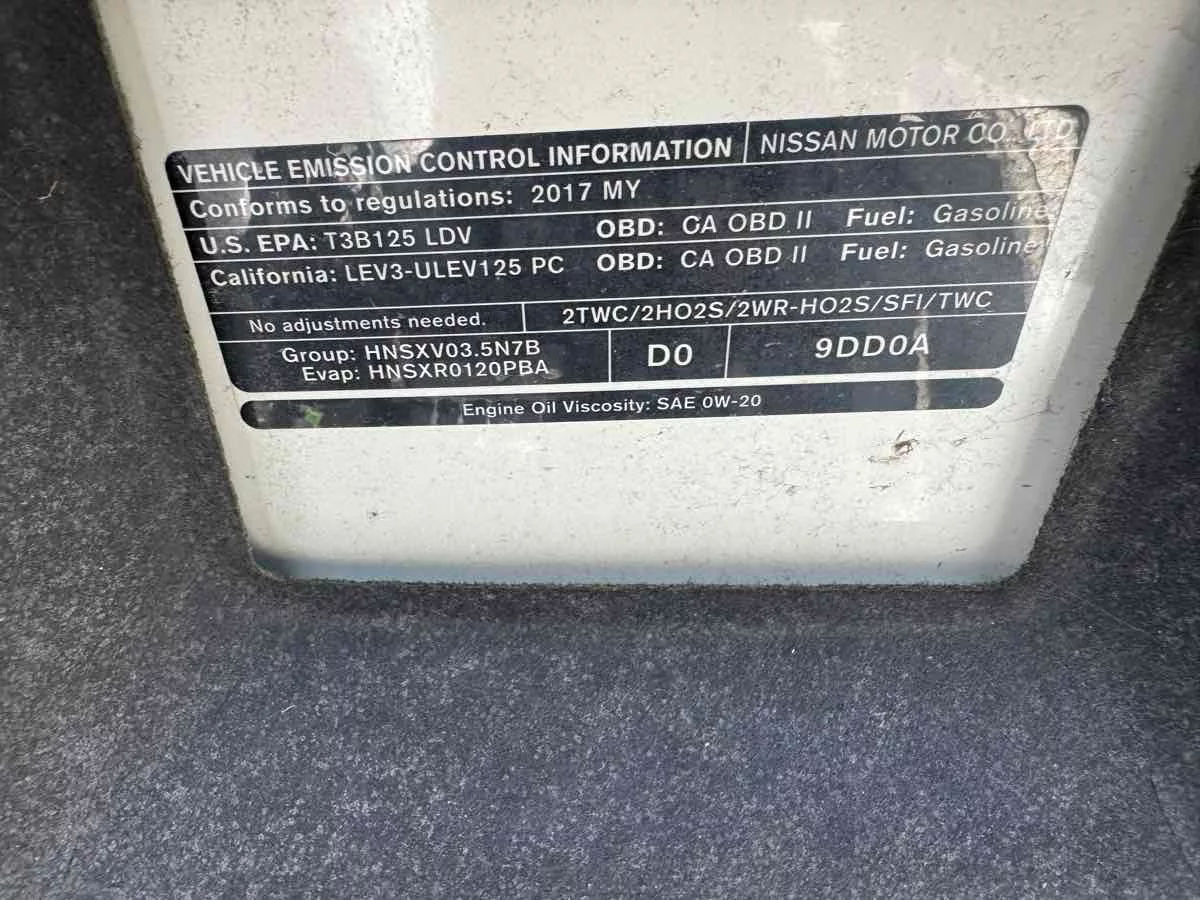 VEHICLE EMISSION CONTROL INFORMATION NISSAN MOTOR CO., LTD
Conforms to regulations: 2017 MY
U.S. EPA: T3B125 LDV OBD: CA OBD II Fuel: Gasoline
California: LEV3-ULEV125 PC OBD: CA OBD II Fuel: Gasoline
No adjustments needed. 2TWC/2HO2S/2WR-HO2S/SFI/TWC
Group: HNSXV03.5N7B
Evap: HNSXR0120PBA
D0
9DD0A
Engine Oil Viscosity: SAE 0W-20